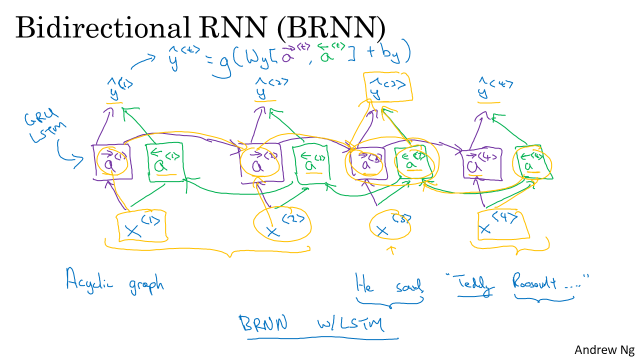 Bidirectional RNN (BRNN)
ŷ<t> = g(Wy[a→<t>, a←<t>] + by)
ŷ<1> ŷ<2> ŷ<3> ŷ<4>
GRU
LSTM
a→<1> a←<1> a→<2> a←<2> a→<3> a←<3> a→<4> a←<4>
x<1> x<2> x<3> x<4>
Acyclic graph He said "Teddy Roosevelt ...."
BRNN w/LSTM
Andrew Ng